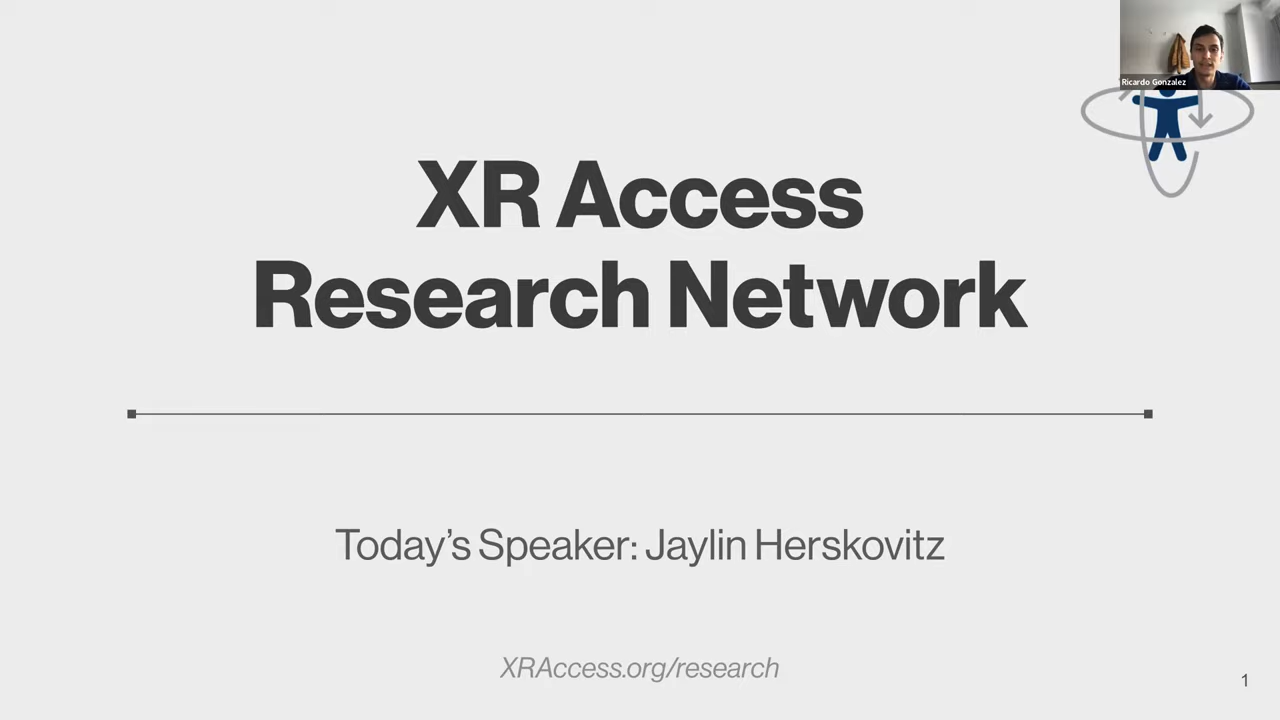 Ricardo Gonzalez
XR Access
Research Network
Today's Speaker: Jaylin Herskovitz
XRAccess.org/research
1